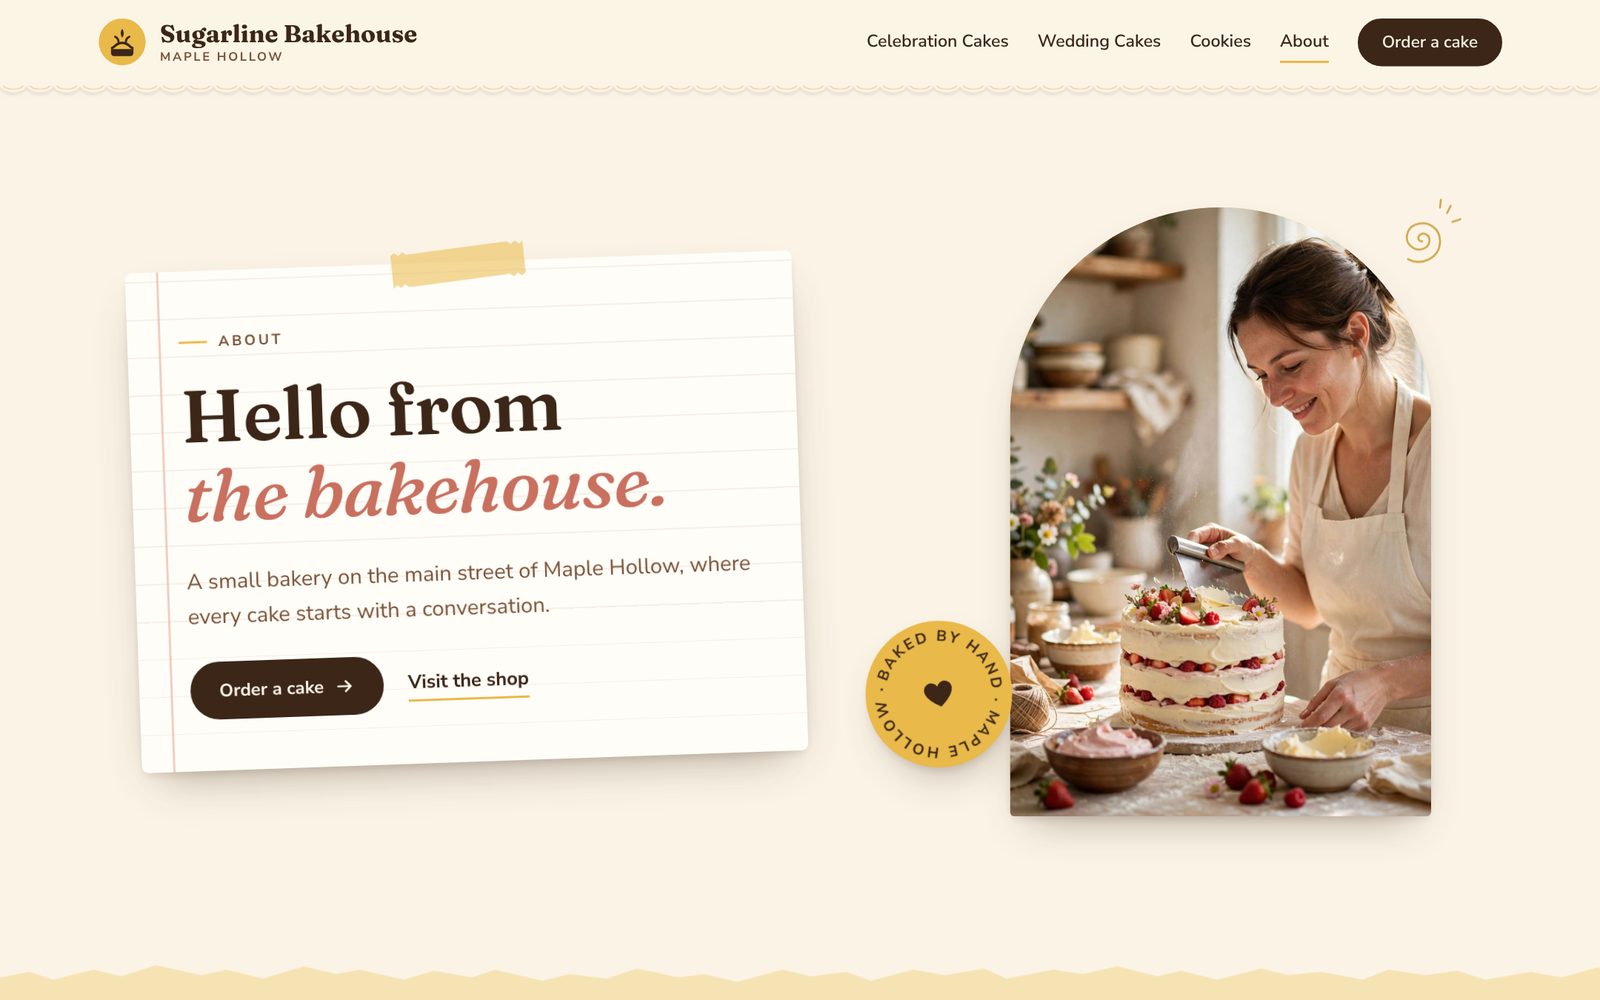 Sugarline Bakehouse
MAPLE HOLLOW
Celebration Cakes
Wedding Cakes
Cookies
About
Order a cake
ABOUT
Hello from
the bakehouse.
A small bakery on the main street of Maple Hollow, where
every cake starts with a conversation.
Order a cake →
Visit the shop
BAKED BY HAND · MAPLE HOLLOW ·